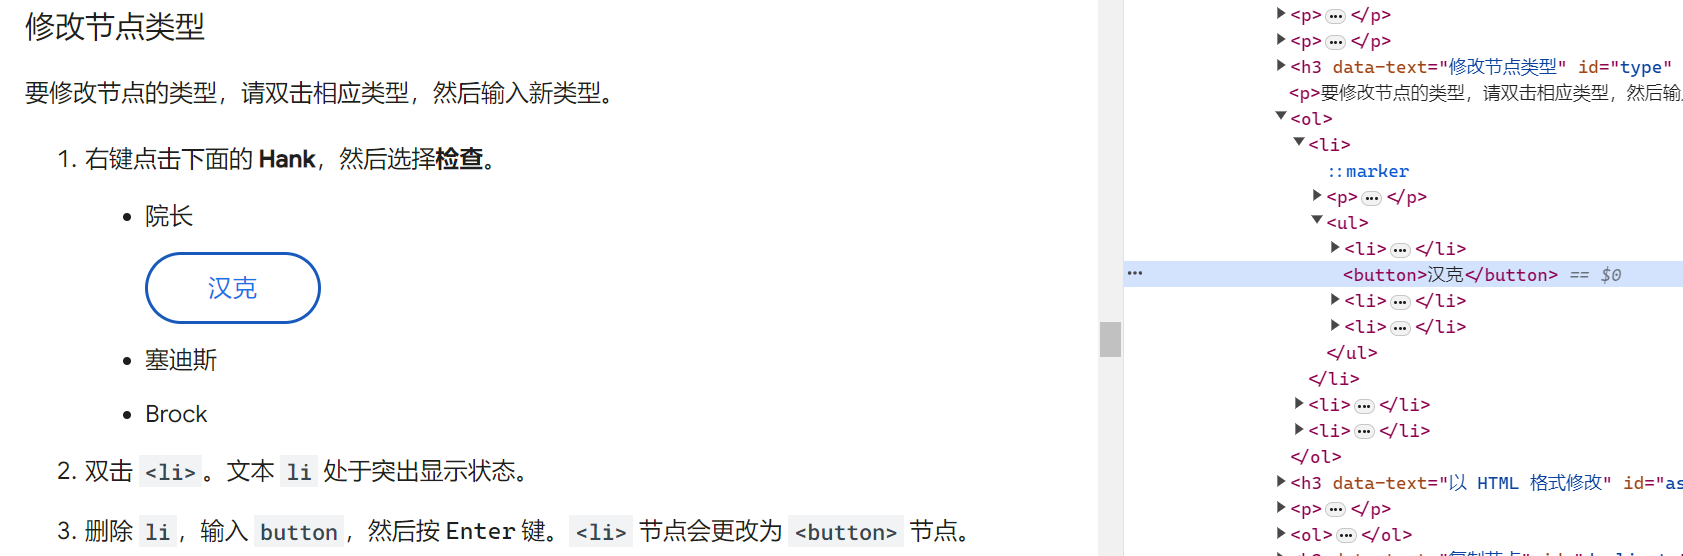 修改节点类型
要修改节点的类型，请双击相应类型，然后输入新类型。
1. 右键点击下面的 Hank，然后选择检查。
• 院长
汉克
• 塞迪斯
• Brock
2. 双击 <li>。文本 li 处于突出显示状态。
3. 删除 li，输入 button，然后按 Enter 键。<li> 节点会更改为 <button> 节点。
▶<p>…</p>
▶<p>…</p>
▶<h3 data-text="修改节点类型" id="type"
<p>要修改节点的类型，请双击相应类型，然后输
▼<ol>
▼<li>
::marker
▶<p>…</p>
▼<ul>
▶<li>…</li>
… <button>汉克</button> == $0
▶<li>…</li>
▶<li>…</li>
</ul>
</li>
▶<li>…</li>
▶<li>…</li>
</ol>
▶<h3 data-text="以 HTML 格式修改" id="as
▶<p>…</p>
▶<ol>…</ol>